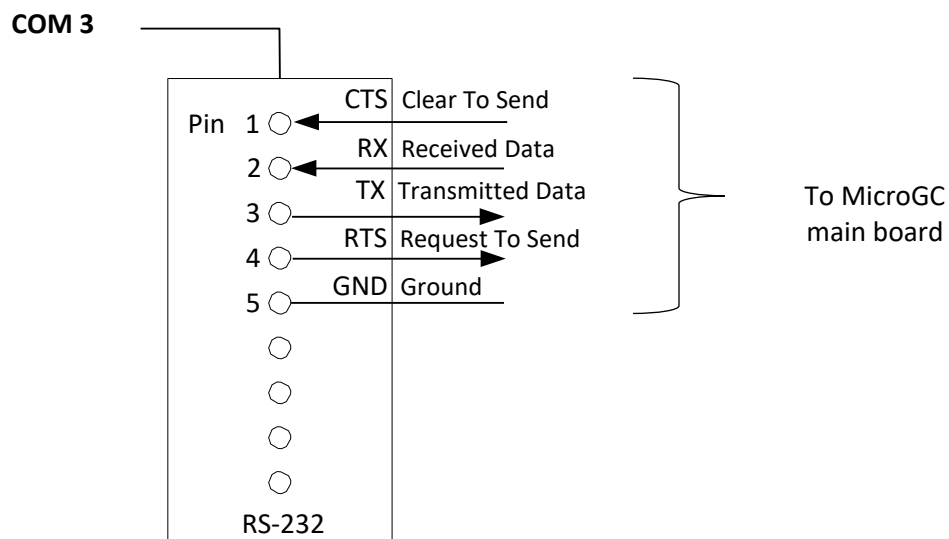 COM 3
Pin 1 CTS Clear To Send
2 RX Received Data
3 TX Transmitted Data
4 RTS Request To Send
5 GND Ground
To MicroGC
main board
RS-232